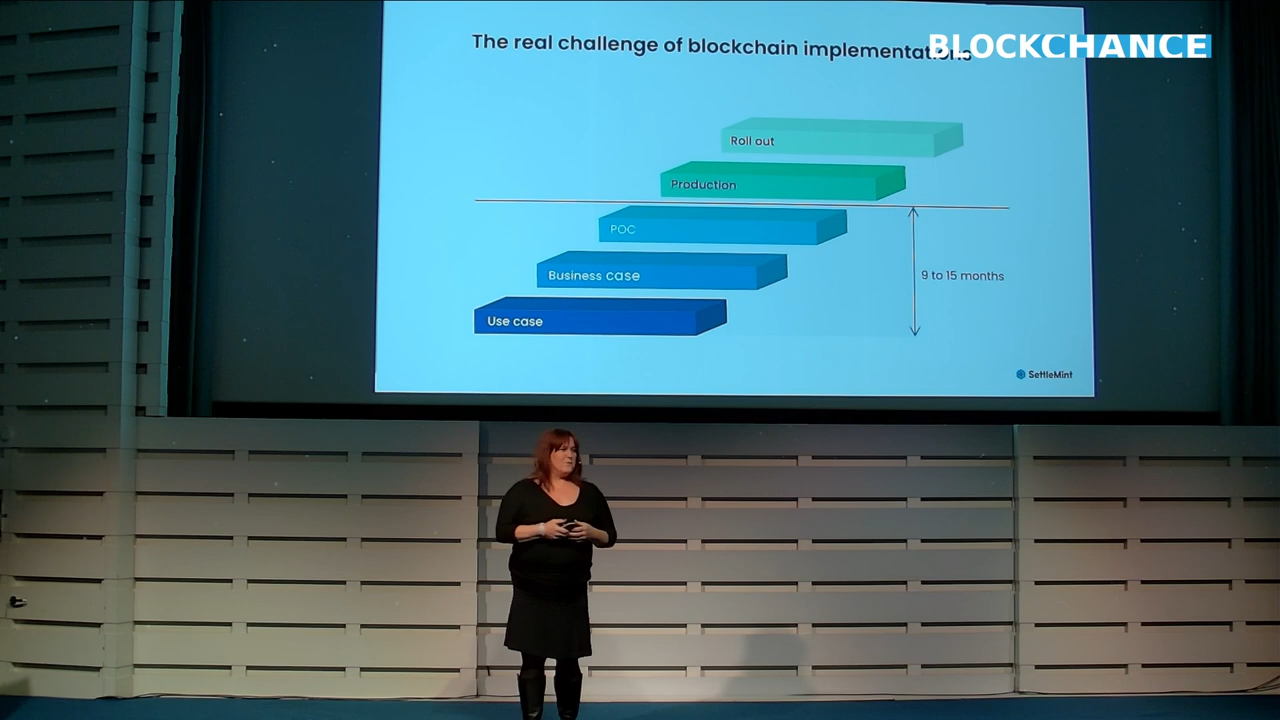 The real challenge of blockchain implementations
BLOCKCHANCE
Roll out
Production
POC
Business case
9 to 15 months
Use case
SettleMint